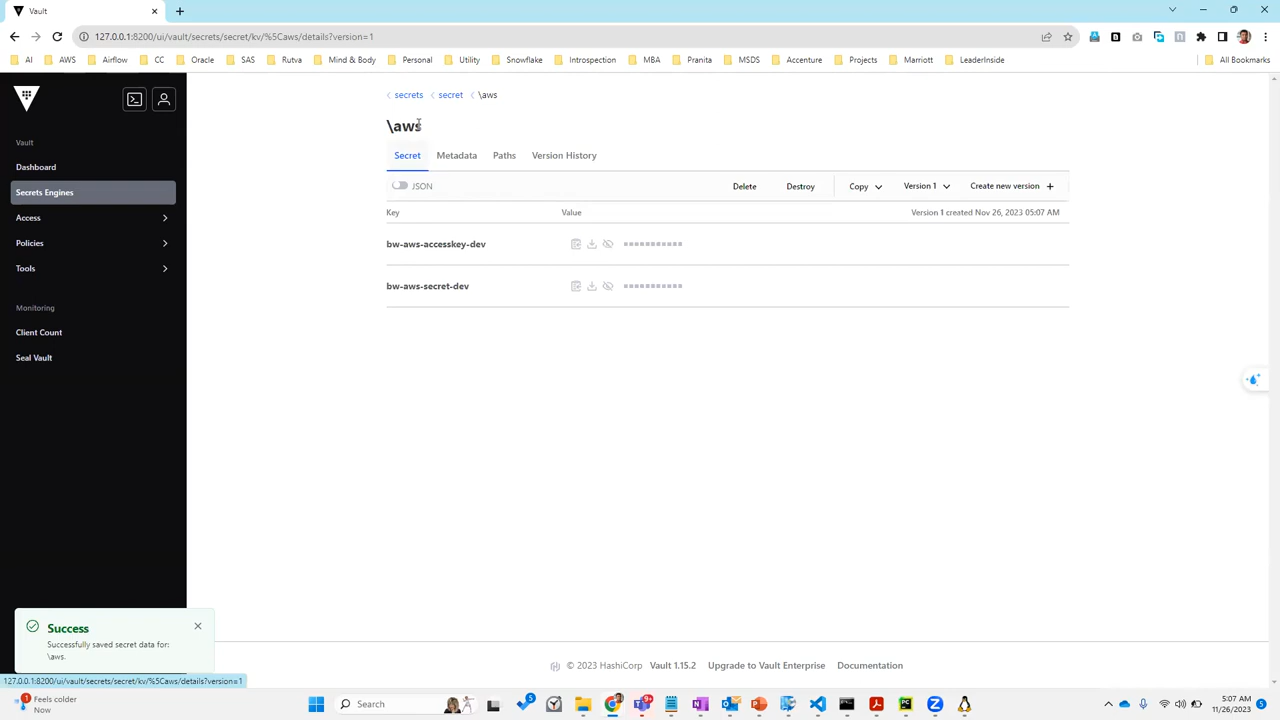 Vault
127.0.0.1:8200/ui/vault/secrets/secret/kv/%5Caws/details?version=1
AI AWS Airflow CC Oracle SAS Rutva Mind & Body Personal Utility Snowflake Introspection MBA Pranita MSDS Accenture Projects Marriott LeaderInside All Bookmarks
secrets secret \aws
\aws
Vault
Dashboard
Secrets Engines
Access
Policies
Tools
Monitoring
Client Count
Seal Vault
Secret Metadata Paths Version History
JSON Delete Destroy Copy Version 1 Create new version +
Key Value Version 1 created Nov 26, 2023 05:07 AM
bw-aws-accesskey-dev
bw-aws-secret-dev
Success
Successfully saved secret data for:
\aws.
© 2023 HashiCorp Vault 1.15.2 Upgrade to Vault Enterprise Documentation
127.0.0.1:8200/ui/vault/secrets/secret/kv/%5Caws/details?version=1
1 Feels colder
Now
Search
5
9+
5:07 AM
11/26/2023
5